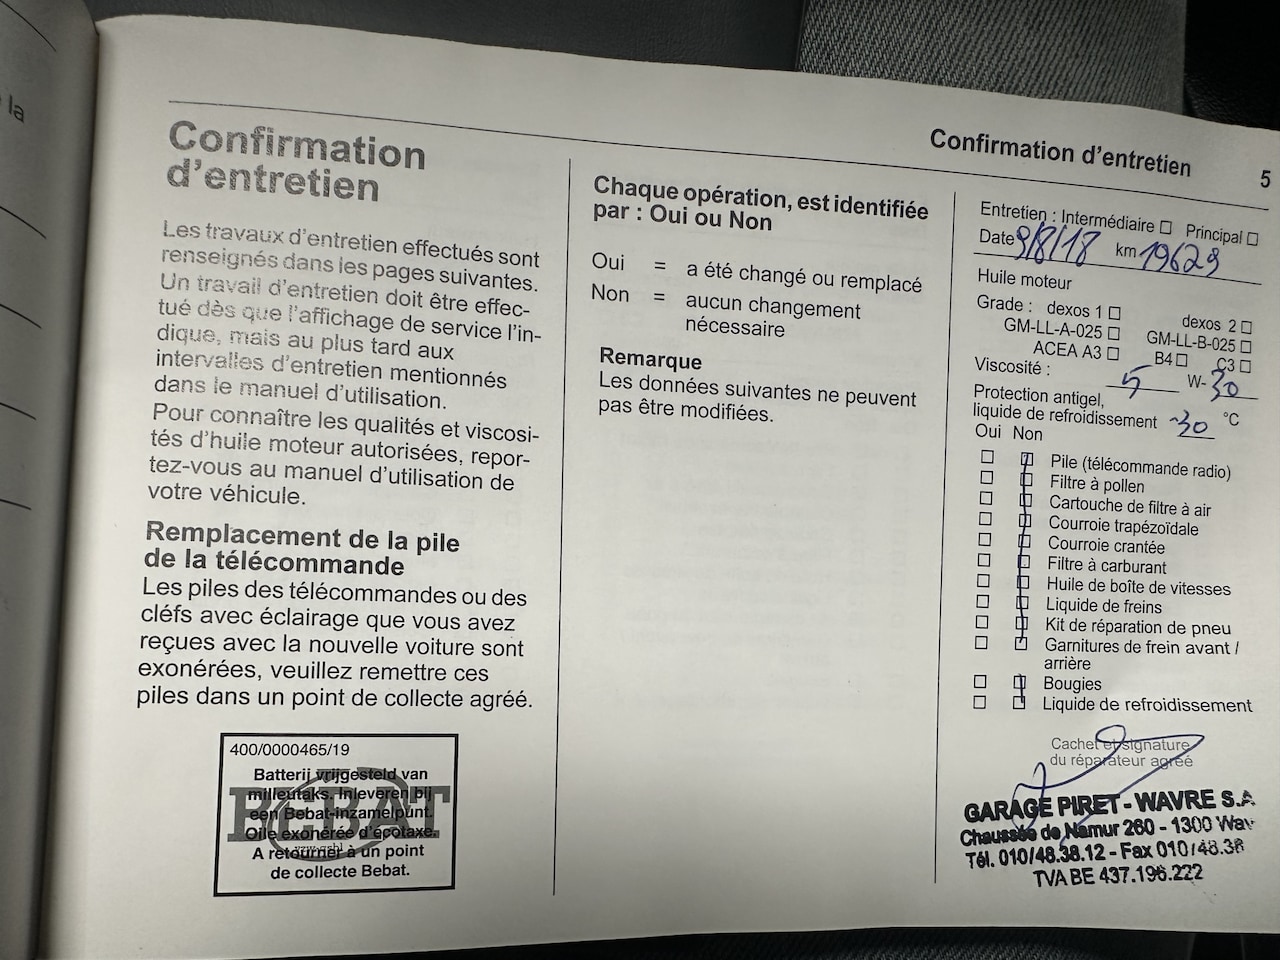 la
Confirmation d'entretien
5
Confirmation
d'entretien
Les travaux d'entretien effectués sont
renseignés dans les pages suivantes.
Un travail d'entretien doit être effec-
tué dès que l'affichage de service l'in-
dique, mais au plus tard aux
intervalles d'entretien mentionnés
dans le manuel d'utilisation.
Pour connaître les qualités et viscosi-
tés d'huile moteur autorisées, repor-
tez-vous au manuel d'utilisation de
votre véhicule.
Remplacement de la pile
de la télécommande
Les piles des télécommandes ou des
cléfs avec éclairage que vous avez
reçues avec la nouvelle voiture sont
exonérées, veuillez remettre ces
piles dans un point de collecte agréé.
400/0000465/19
BEBAT
Batterij vrijgesteld van
milieutaks. Inleveren bij
een Bebat-inzamelpunt.
Oile exonérée d'écotaxe.
A retourner à un point
de collecte Bebat.
Chaque opération, est identifiée
par : Oui ou Non
Oui = a été changé ou remplacé
Non = aucun changement
nécessaire
Remarque
Les données suivantes ne peuvent
pas être modifiées.
Entretien : Intermédiaire ☐ Principal ☐
Date 9/8/18 km 19629
Huile moteur
Grade : dexos 1 ☐ dexos 2 ☐
GM-LL-A-025 ☐ GM-LL-B-025 ☐
ACEA A3 ☐ B4 ☐ C3 ☐
Viscosité : 5 W- 30
Protection antigel,
liquide de refroidissement -30 °C
Oui Non
Pile (télécommande radio)
Filtre à pollen
Cartouche de filtre à air
Courroie trapézoïdale
Courroie crantée
Filtre à carburant
Huile de boîte de vitesses
Liquide de freins
Kit de réparation de pneu
Garnitures de frein avant /
arrière
Bougies
Liquide de refroidissement
Cachet et signature
du réparateur agréé
GARAGE PIRET - WAVRE S.A
Chaussée de Namur 260 - 1300 Wav
Tél. 010/48.38.12 - Fax 010/48.38
TVA BE 437.196.222